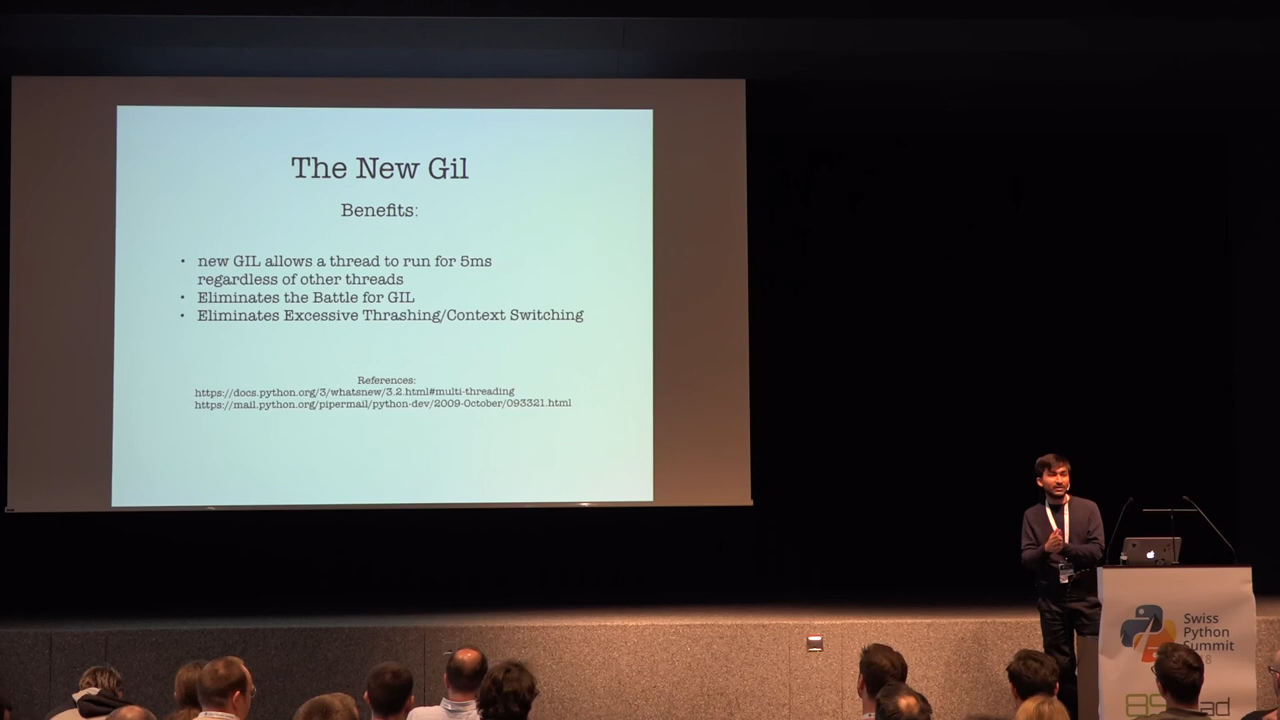 The New Gil
Benefits:
• new GIL allows a thread to run for 5ms
regardless of other threads
• Eliminates the Battle for GIL
• Eliminates Excessive Thrashing/Context Switching
References:
https://docs.python.org/3/whatsnew/3.2.html#multi-threading
https://mail.python.org/pipermail/python-dev/2009-October/093321.html
Swiss
Python
Summit